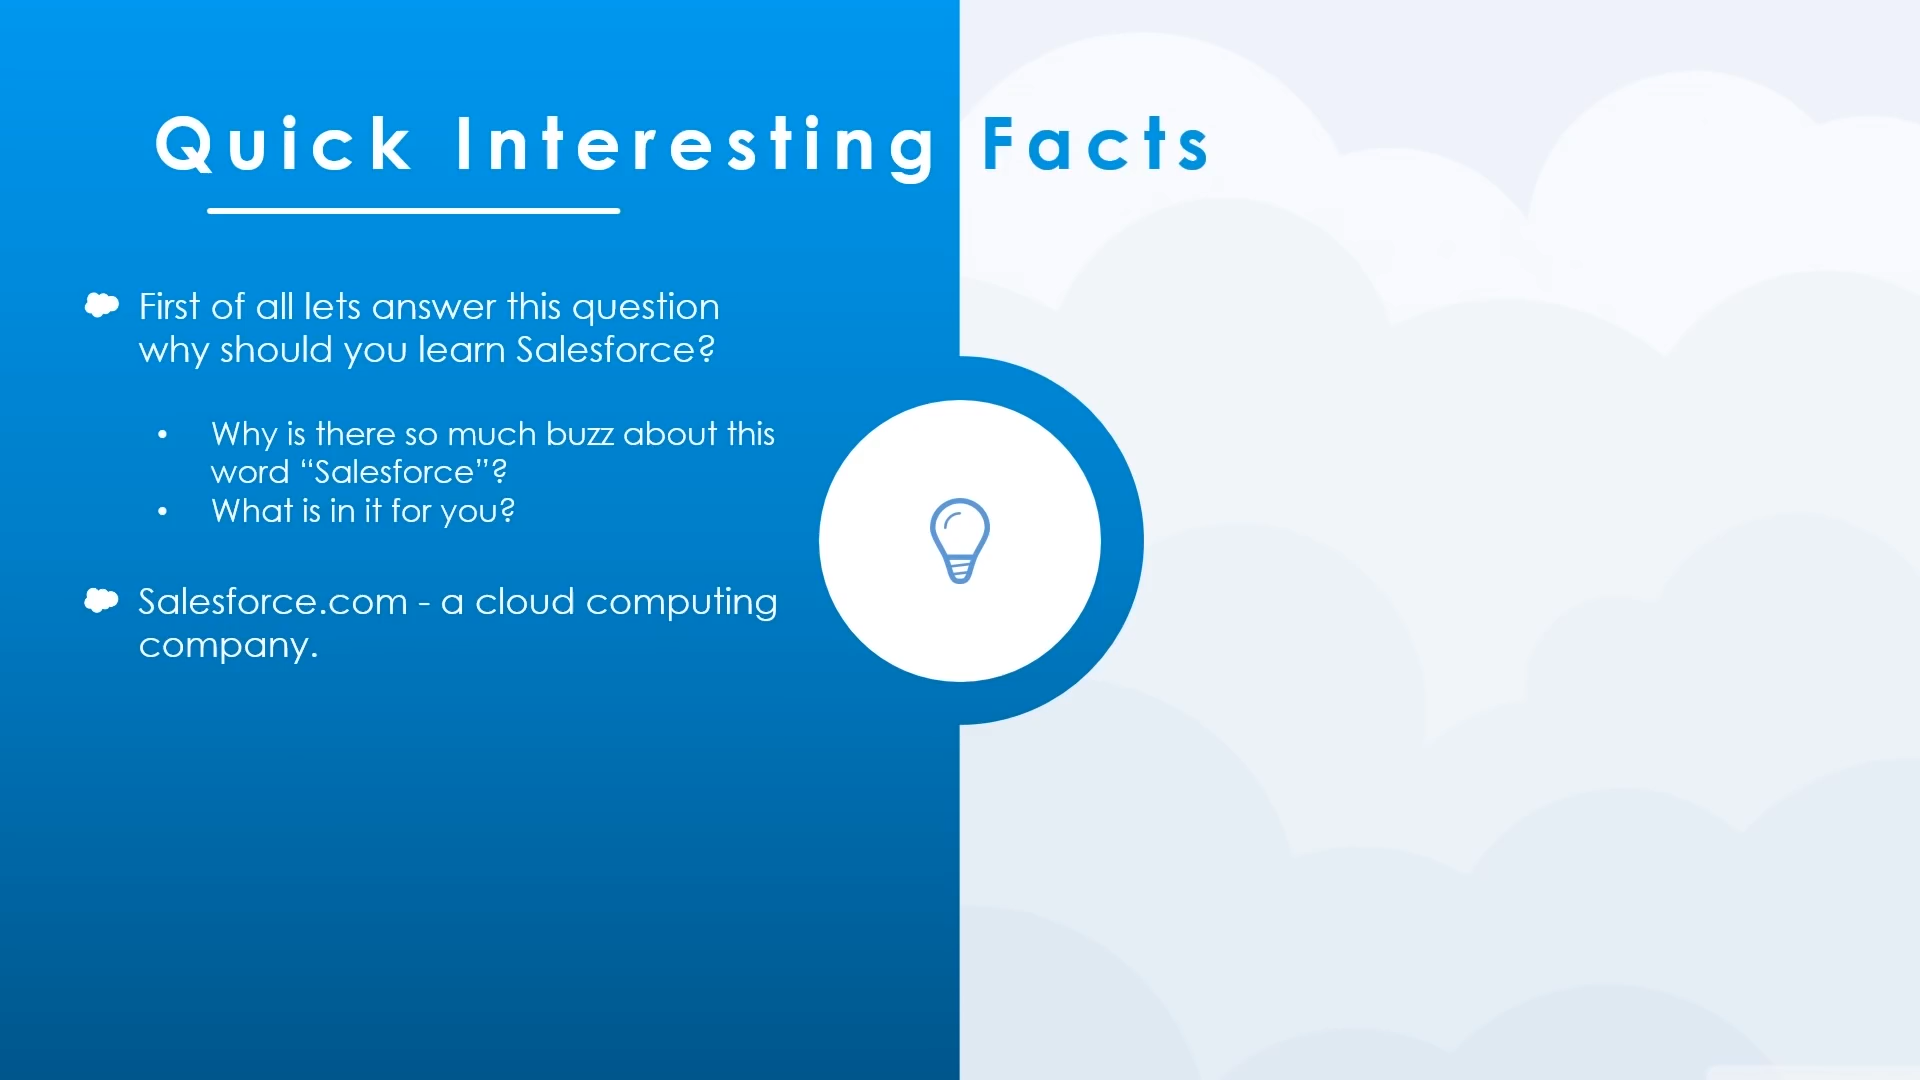 Quick Interesting Facts
First of all lets answer this question
why should you learn Salesforce?
• Why is there so much buzz about this
word “Salesforce”?
• What is in it for you?
Salesforce.com - a cloud computing
company.